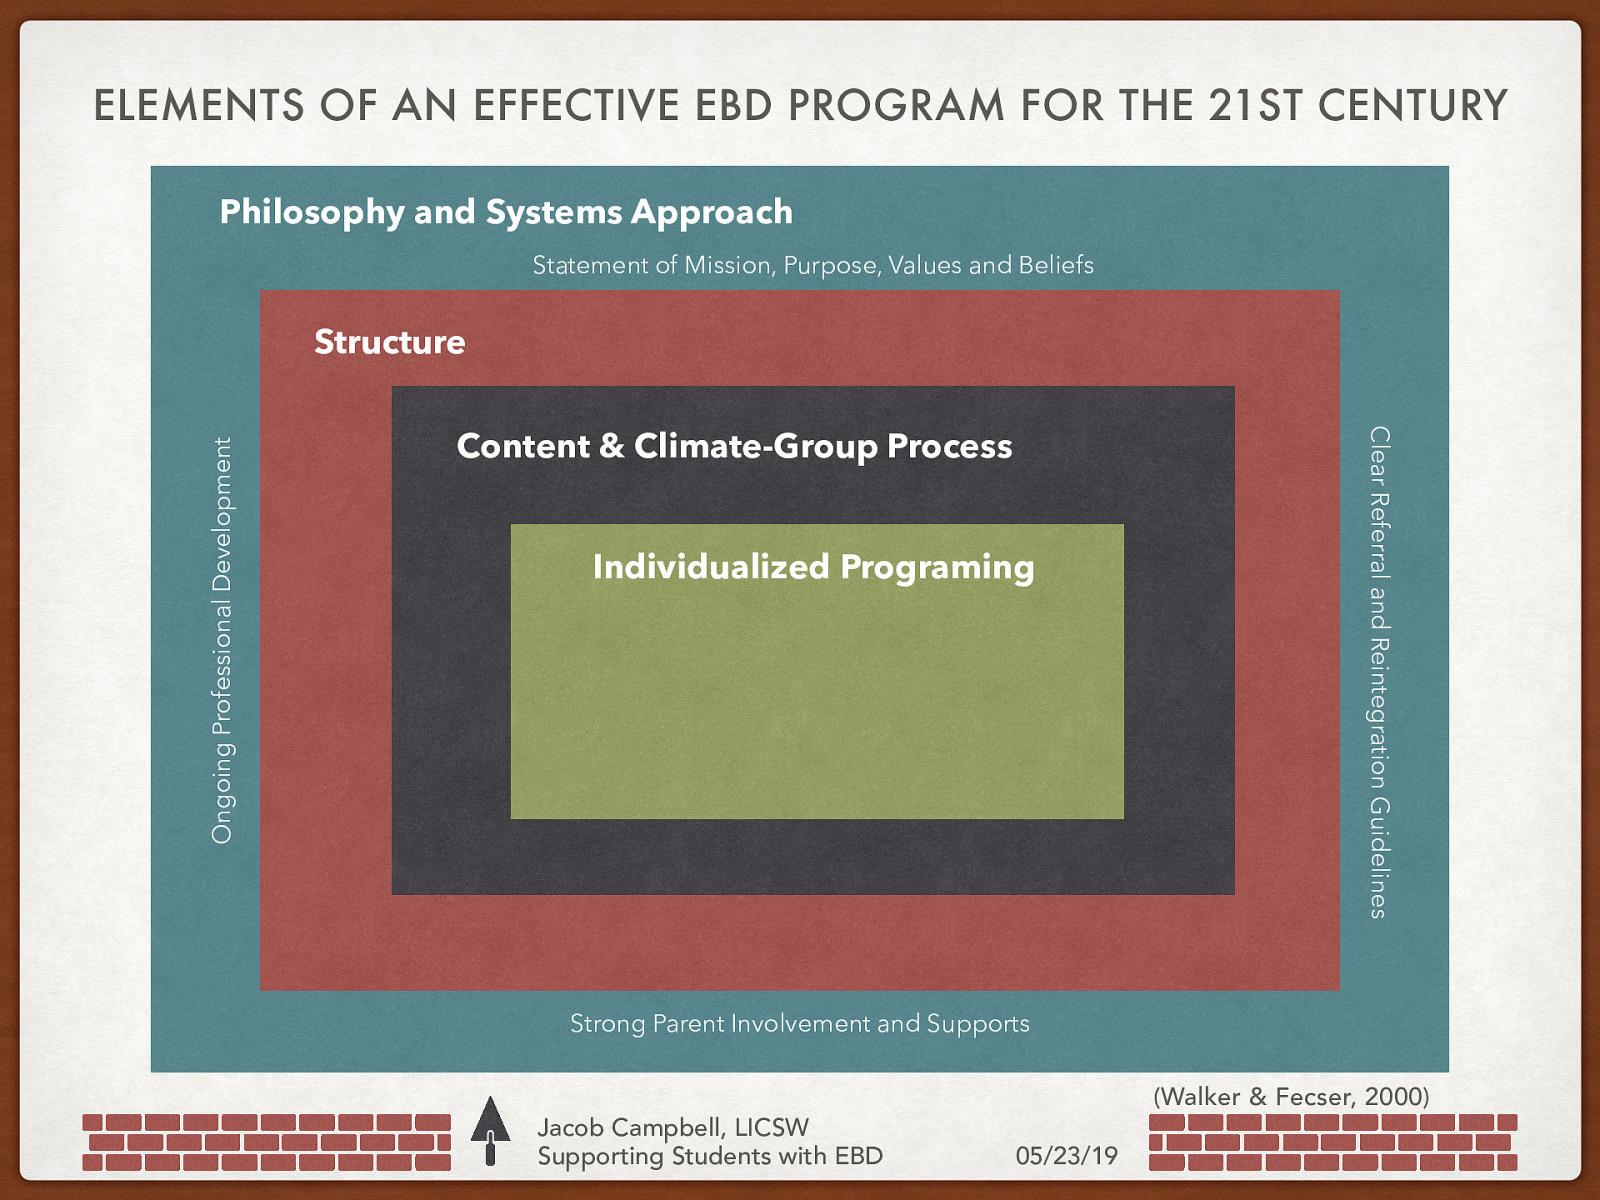 ELEMENTS OF AN EFFECTIVE EBD PROGRAM FOR THE 21ST CENTURY
Philosophy and Systems Approach
Statement of Mission, Purpose, Values and Beliefs
Structure
Content & Climate-Group Process
Individualized Programing
Ongoing Professional Development
Clear Referral and Reintegration Guidelines
Strong Parent Involvement and Supports
(Walker & Fecser, 2000)
Jacob Campbell, LICSW
Supporting Students with EBD
05/23/19